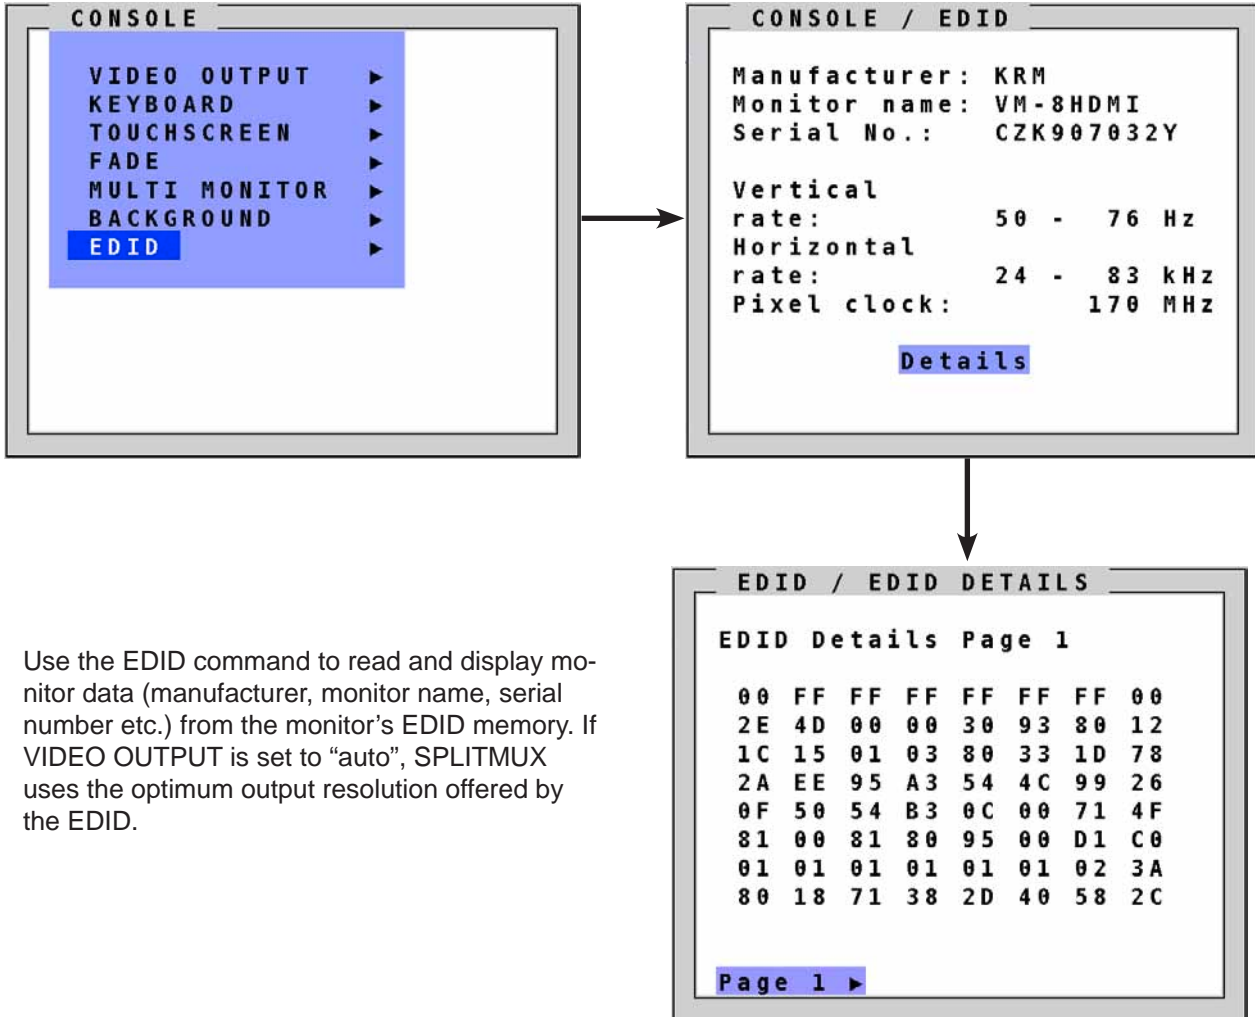 CONSOLE
VIDEO OUTPUT ▶
KEYBOARD ▶
TOUCHSCREEN ▶
FADE ▶
MULTI MONITOR ▶
BACKGROUND ▶
EDID ▶
CONSOLE / EDID
Manufacturer: KRM
Monitor name: VM-8HDMI
Serial No.: CZK907032Y
Vertical
rate: 50 - 76 Hz
Horizontal
rate: 24 - 83 kHz
Pixel clock: 170 MHz
Details
Use the EDID command to read and display mo-
nitor data (manufacturer, monitor name, serial
number etc.) from the monitor's EDID memory. If
VIDEO OUTPUT is set to “auto”, SPLITMUX
uses the optimum output resolution offered by
the EDID.
EDID / EDID DETAILS
EDID Details Page 1
00 FF FF FF FF FF FF 00
2E 4D 00 00 30 93 80 12
1C 15 01 03 80 33 1D 78
2A EE 95 A3 54 4C 99 26
0F 50 54 B3 0C 00 71 4F
81 00 81 80 95 00 D1 C0
01 01 01 01 01 01 02 3A
80 18 71 38 2D 40 58 2C
Page 1 ▶